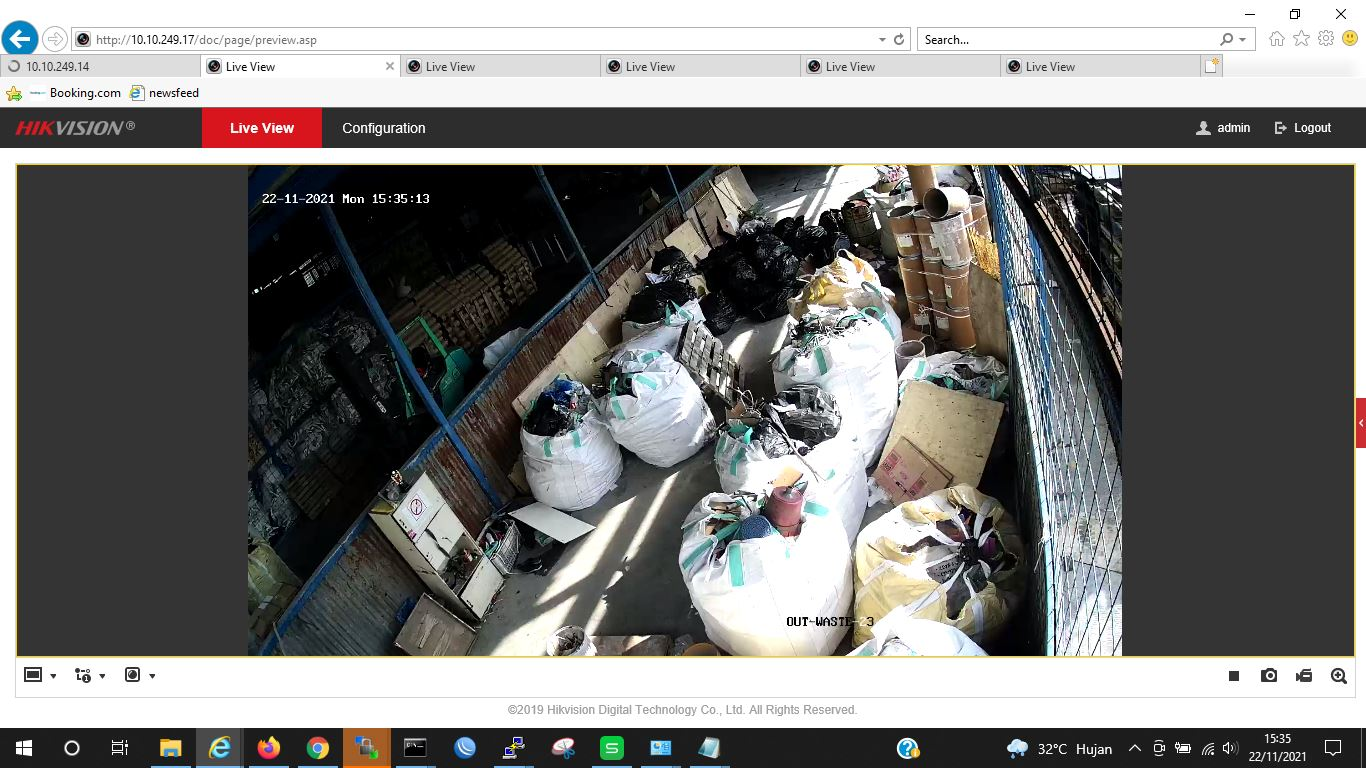 http://10.10.249.17/doc/page/preview.asp
Search...
10.10.249.14
Live View
Live View
Live View
Live View
Live View
Booking.com
newsfeed
HIKVISION®
Live View
Configuration
admin
Logout
22-11-2021 Mon 15:35:13
OUT-WASTE-23
©2019 Hikvision Digital Technology Co., Ltd. All Rights Reserved.
32°C Hujan
15:35
22/11/2021